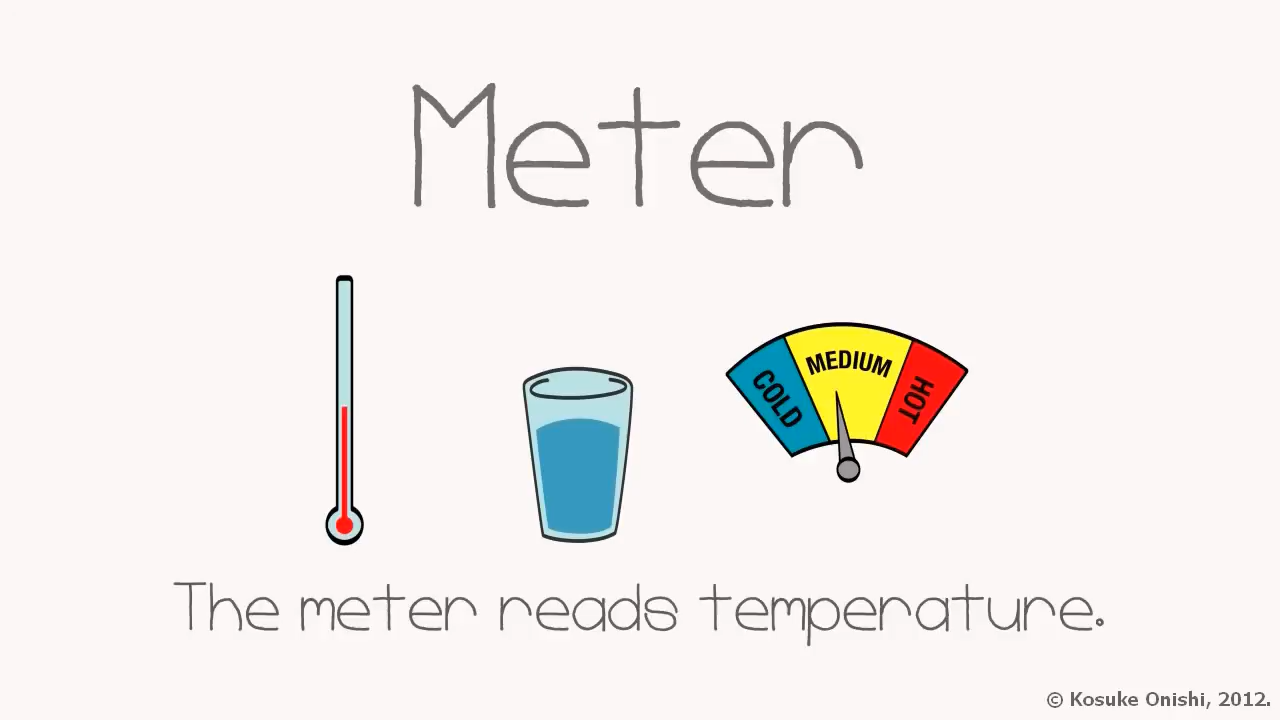 Meter
COLD
MEDIUM
HOT
The meter reads temperature.
© Kosuke Onishi, 2012.